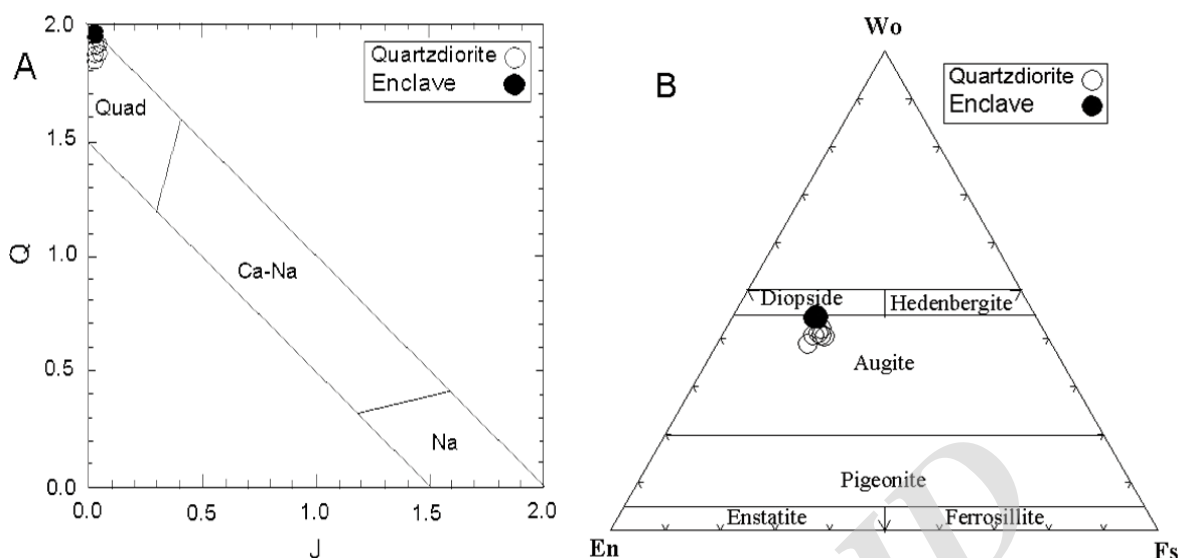 A
Quartzdiorite
Enclave
2.0
1.5
1.0
0.5
0.0
Q
Quad
Ca-Na
Na
0.0 0.5 1.0 1.5 2.0
J
B
Wo
Quartzdiorite
Enclave
Diopside Hedenbergite
Augite
Pigeonite
Enstatite Ferrosillite
En Fs